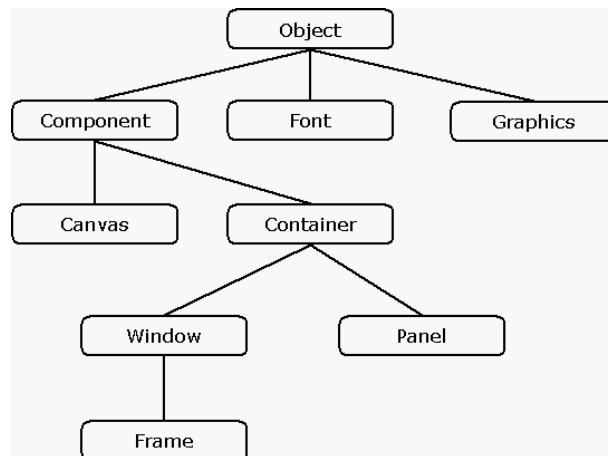 Object
Component
Font
Graphics
Canvas
Container
Window
Panel
Frame